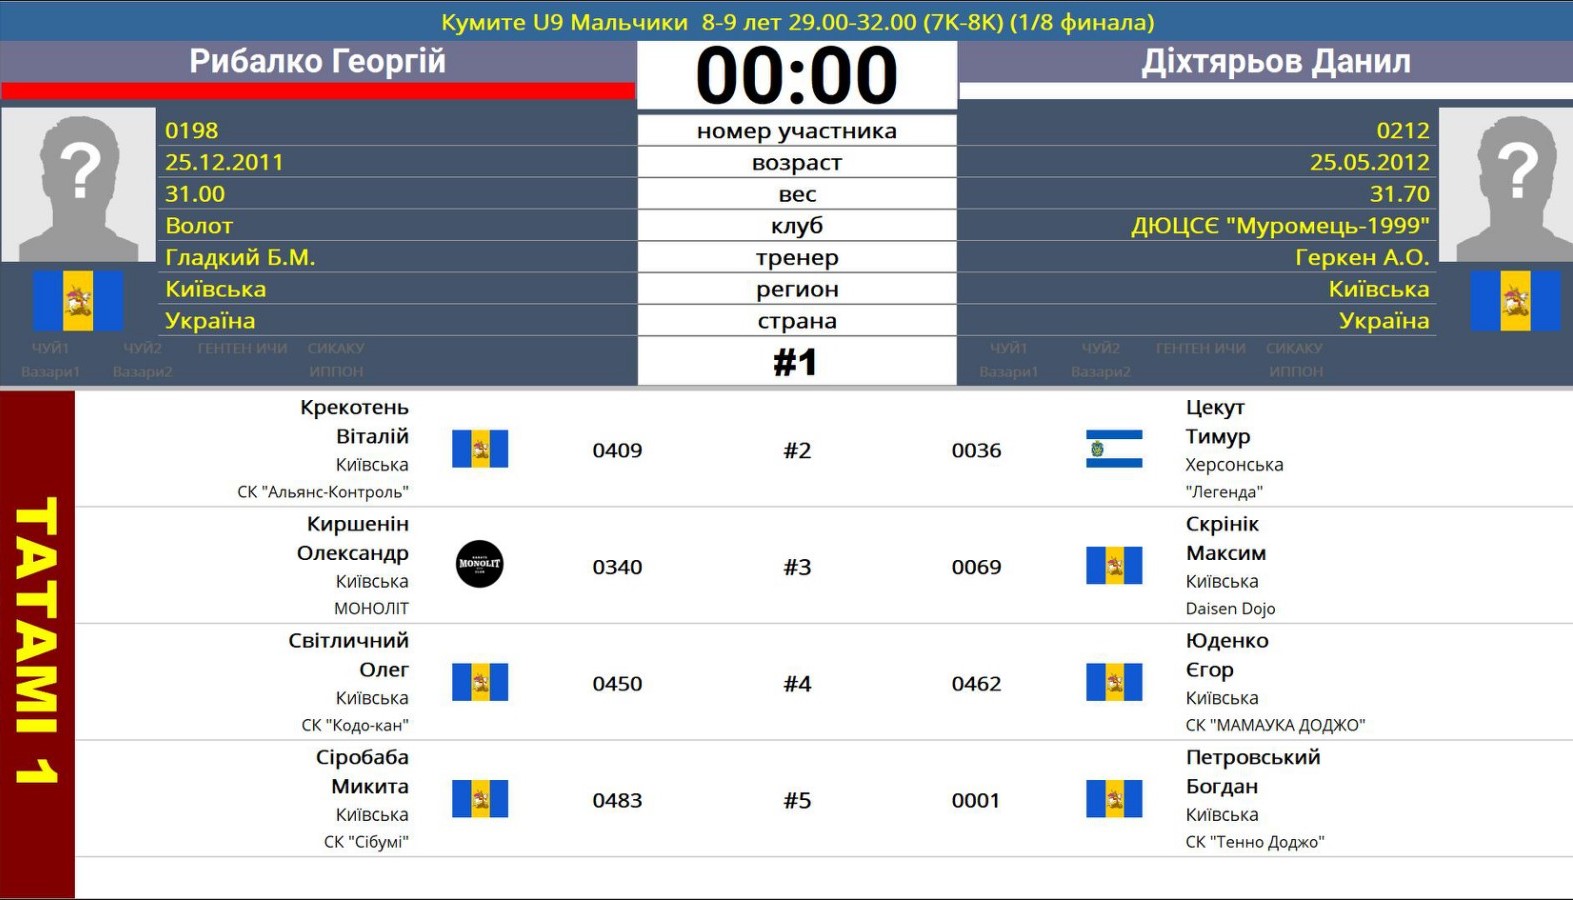 Кумите U9 Мальчики 8-9 лет 29.00-32.00 (7К-8К) (1/8 финала)
Рибалко Георгій
00:00
Діхтярьов Данил
0198 номер участника 0212
25.12.2011 возраст 25.05.2012
31.00 вес 31.70
Волот клуб ДЮЦСЄ "Муромець-1999"
Гладкий Б.М. тренер Геркен А.О.
Київська регион Київська
Україна страна Україна
ЧУЙ1 ЧУЙ2 ГЕНТЕН ИЧИ СИКАКУ
Вазари1 Вазари2 ИППОН
#1
ЧУЙ1 ЧУЙ2 ГЕНТЕН ИЧИ СИКАКУ
Вазари1 Вазари2 ИППОН
ТАТАМІ 1
Крекотень
Віталій
Київська
СК "Альянс-Контроль"
0409 #2 0036
Цекут
Тимур
Херсонська
"Легенда"
Киршенін
Олександр
Київська
МОНОЛІТ
MONOLIT
0340 #3 0069
Скрінік
Максим
Київська
Daisen Dojo
Світличний
Олег
Київська
СК "Кодо-кан"
0450 #4 0462
Юденко
Єгор
Київська
СК "МАМАУКА ДОДЖО"
Сіробаба
Микита
Київська
СК "Сібумі"
0483 #5 0001
Петровський
Богдан
Київська
СК "Тенно Доджо"